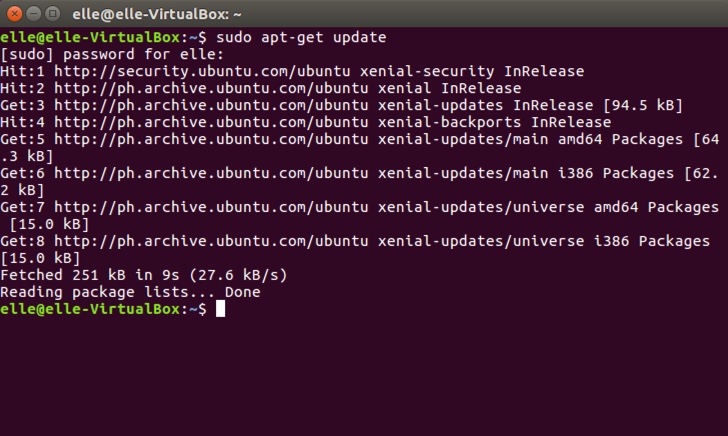 elle@elle-VirtualBox: ~
elle@elle-VirtualBox:~$ sudo apt-get update
[sudo] password for elle:
Hit:1 http://security.ubuntu.com/ubuntu xenial-security InRelease
Hit:2 http://ph.archive.ubuntu.com/ubuntu xenial InRelease
Get:3 http://ph.archive.ubuntu.com/ubuntu xenial-updates InRelease [94.5 kB]
Hit:4 http://ph.archive.ubuntu.com/ubuntu xenial-backports InRelease
Get:5 http://ph.archive.ubuntu.com/ubuntu xenial-updates/main amd64 Packages [64
.3 kB]
Get:6 http://ph.archive.ubuntu.com/ubuntu xenial-updates/main i386 Packages [62.
2 kB]
Get:7 http://ph.archive.ubuntu.com/ubuntu xenial-updates/universe amd64 Packages
[15.0 kB]
Get:8 http://ph.archive.ubuntu.com/ubuntu xenial-updates/universe i386 Packages
[15.0 kB]
Fetched 251 kB in 9s (27.6 kB/s)
Reading package lists... Done
elle@elle-VirtualBox:~$